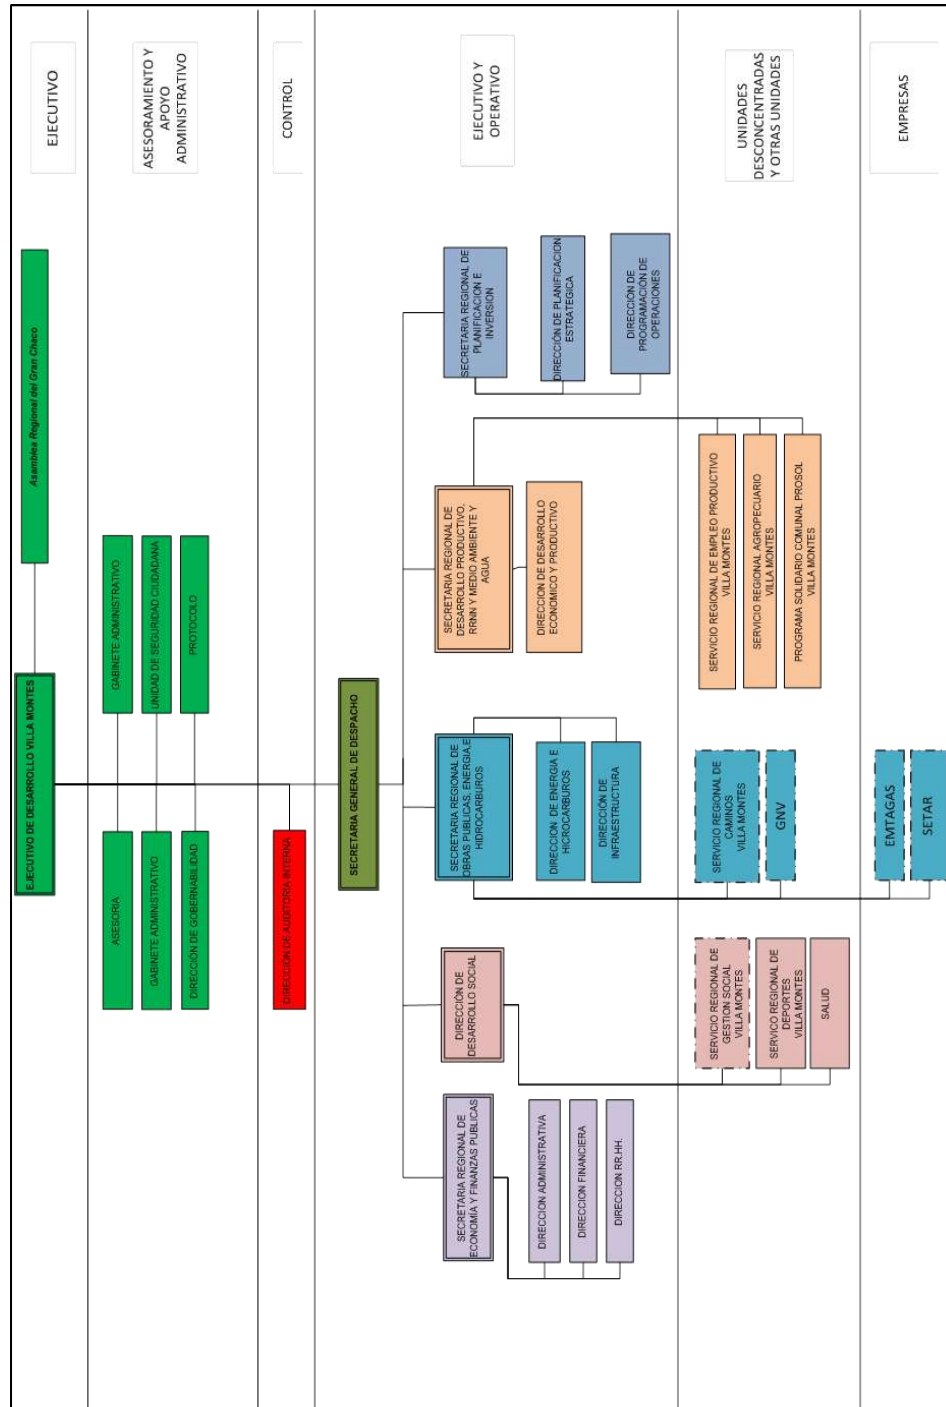 EJECUTIVO
EJECUTIVO DE DESARROLLO VILLA MONTES
Asamblea Regional del Gran Chaco
ASESORAMIENTO Y
APOYO
ADMINISTRATIVO
ASESORIA
GABINETE ADMINISTRATIVO
DIRECCIÓN DE GOBERNABILIDAD
GABINETE ADMINISTRATIVO
UNIDAD DE SEGURIDAD CIUDADANA
PROTOCOLO
CONTROL
DIRECCION DE AUDITORIA INTERNA
EJECUTIVO Y
OPERATIVO
SECRETARIA GENERAL DE DESPACHO
SECRETARIA REGIONAL DE
ECONOMÍA Y FINANZAS PUBLICAS
DIRECCION ADMINISTRATIVA
DIRECCION FINANCIERA
DIRECCION RR.HH.
DIRECCIÓN DE
DESARROLLO SOCIAL
SECRETARIA REGIONAL DE
OBRAS PUBLICAS, ENERGIA,E
HIDROCARBUROS
DIRECCION DE ENERGIA E
HICROCARBUROS
DIRECCIÓN DE
INFRAESTRUCTURA
SECRETARIA REGIONAL DE
DESARROLLO PRODUCTIVO,
RRNN Y MEDIO AMBIENTE Y
AGUA
DIRECCION DE DESARROLLO
ECONOMICO Y PRODUCTIVO
SECRETARIA REGIONAL DE
PLANIFICACION E
INVERSION
DIRECCIÓN DE PLANIFICACION
ESTRATEGICA
DIRECCIÓN DE
PROGRAMACIÓN DE
OPERACIONES
UNIDADES
DESCONCENTRADAS
Y OTRAS UNIDADES
SERVICIO REGIONAL DE
GESTION SOCIAL
VILLA MONTES
SERVICO REGIONAL DE
DEPORTES
VILLA MONTES
SALUD
SERVICIO REGIONAL DE
CAMINOS
VILLA MONTES
GNV
SERVICIO REGIONAL DE EMPLEO PRODUCTIVO
VILLA MONTES
SERVICIO REGIONAL AGROPECUARIO
VILLA MONTES
PROGRAMA SOLIDARIO COMUNAL PROSOL
VILLA MONTES
EMPRESAS
EMTAGAS
SETAR